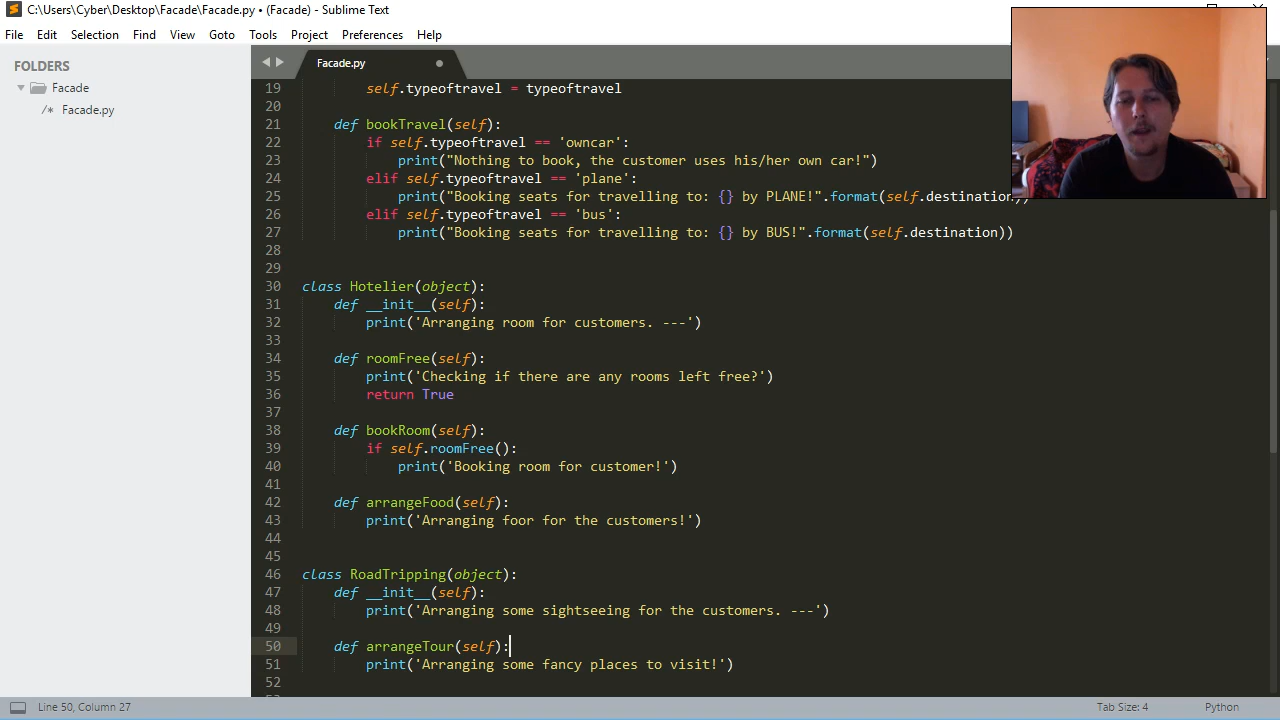 C:\Users\Cyber\Desktop\Facade\Facade.py • (Facade) - Sublime Text
File Edit Selection Find View Goto Tools Project Preferences Help
FOLDERS
Facade
/* Facade.py
Facade.py
19 self.typeoftravel = typeoftravel
20
21 def bookTravel(self):
22 if self.typeoftravel == 'owncar':
23 print("Nothing to book, the customer uses his/her own car!")
24 elif self.typeoftravel == 'plane':
25 print("Booking seats for travelling to: {} by PLANE!".format(self.destination))
26 elif self.typeoftravel == 'bus':
27 print("Booking seats for travelling to: {} by BUS!".format(self.destination))
28
29
30 class Hotelier(object):
31 def __init__(self):
32 print('Arranging room for customers. ---')
33
34 def roomFree(self):
35 print('Checking if there are any rooms left free?')
36 return True
37
38 def bookRoom(self):
39 if self.roomFree():
40 print('Booking room for customer!')
41
42 def arrangeFood(self):
43 print('Arranging foor for the customers!')
44
45
46 class RoadTripping(object):
47 def __init__(self):
48 print('Arranging some sightseeing for the customers. ---')
49
50 def arrangeTour(self):
51 print('Arranging some fancy places to visit!')
52
Line 50, Column 27
Tab Size: 4
Python